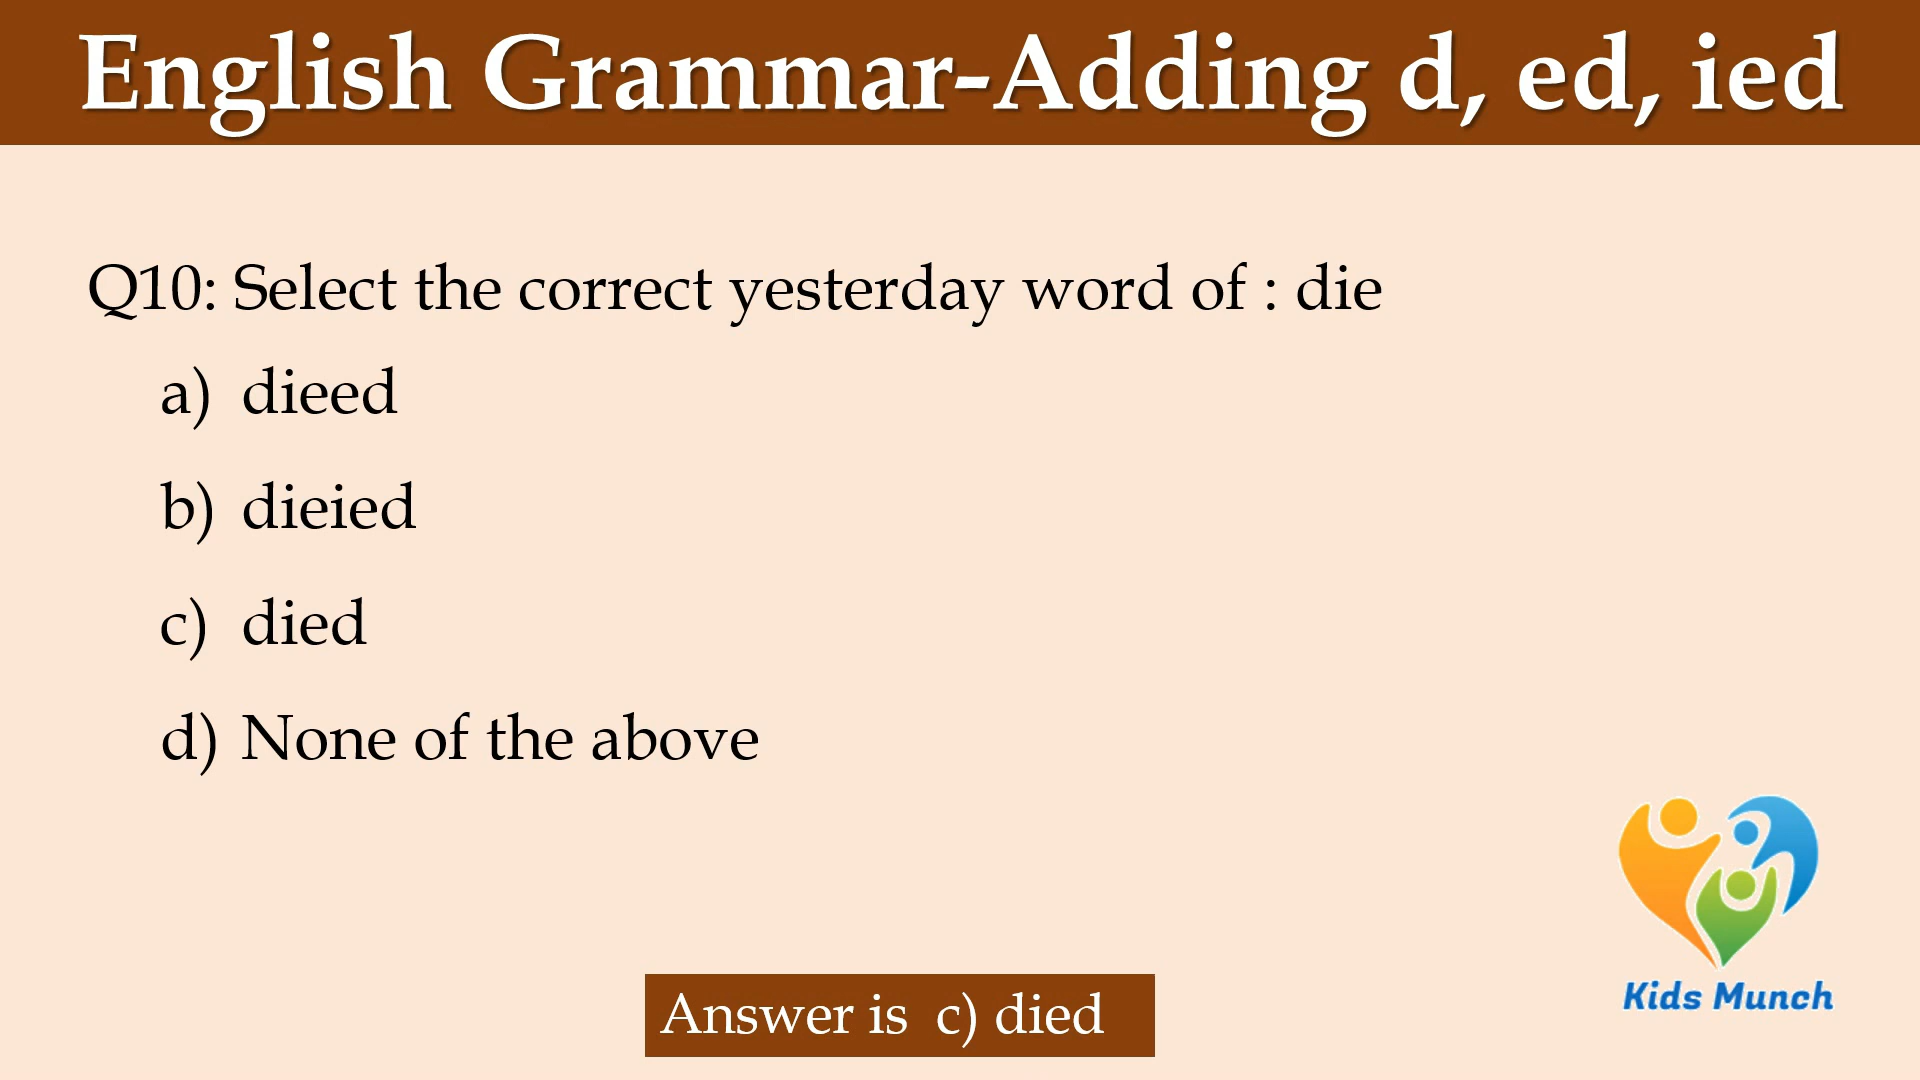 English Grammar-Adding d, ed, ied
Q10: Select the correct yesterday word of : die
a) dieed
b) dieied
c) died
d) None of the above
Kids Munch
Answer is c) died